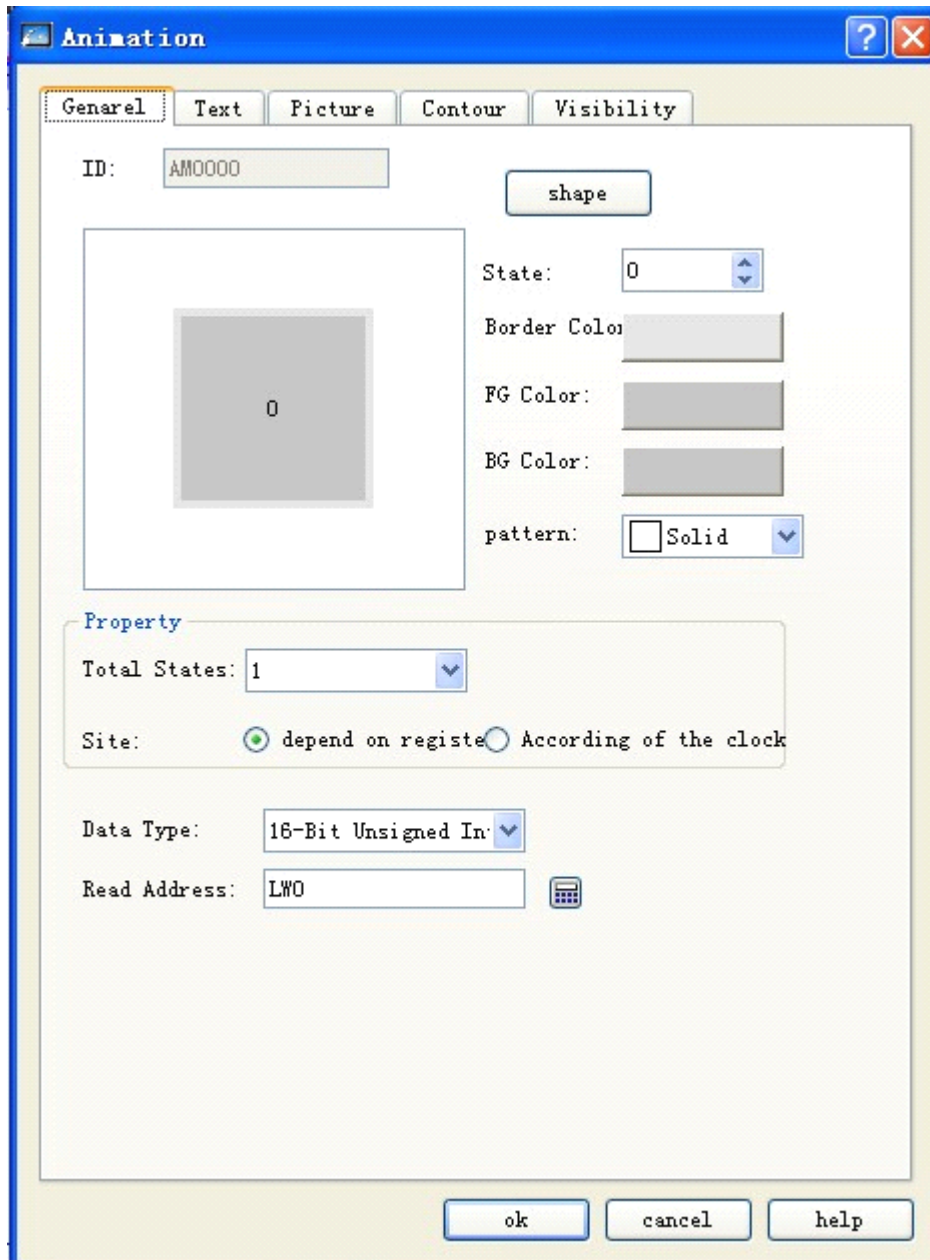 Animation
Genarel Text Picture Contour Visibility
ID: AM0000
shape
0
State: 0
Border Color
FG Color:
BG Color:
pattern: Solid
Property
Total States: 1
Site: depend on registe According of the clock
Data Type: 16-Bit Unsigned In
Read Address: LW0
ok cancel help